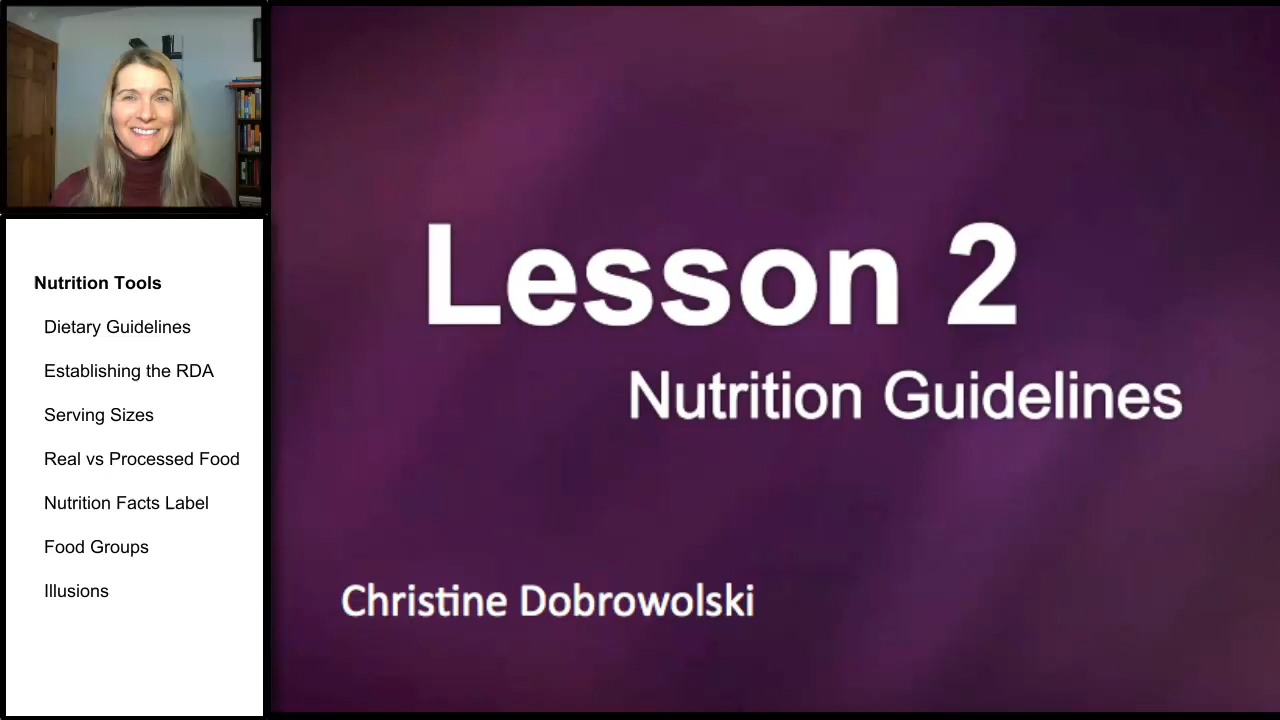 Nutrition Tools
Dietary Guidelines
Establishing the RDA
Serving Sizes
Real vs Processed Food
Nutrition Facts Label
Food Groups
Illusions
Lesson 2
Nutrition Guidelines
Christine Dobrowolski